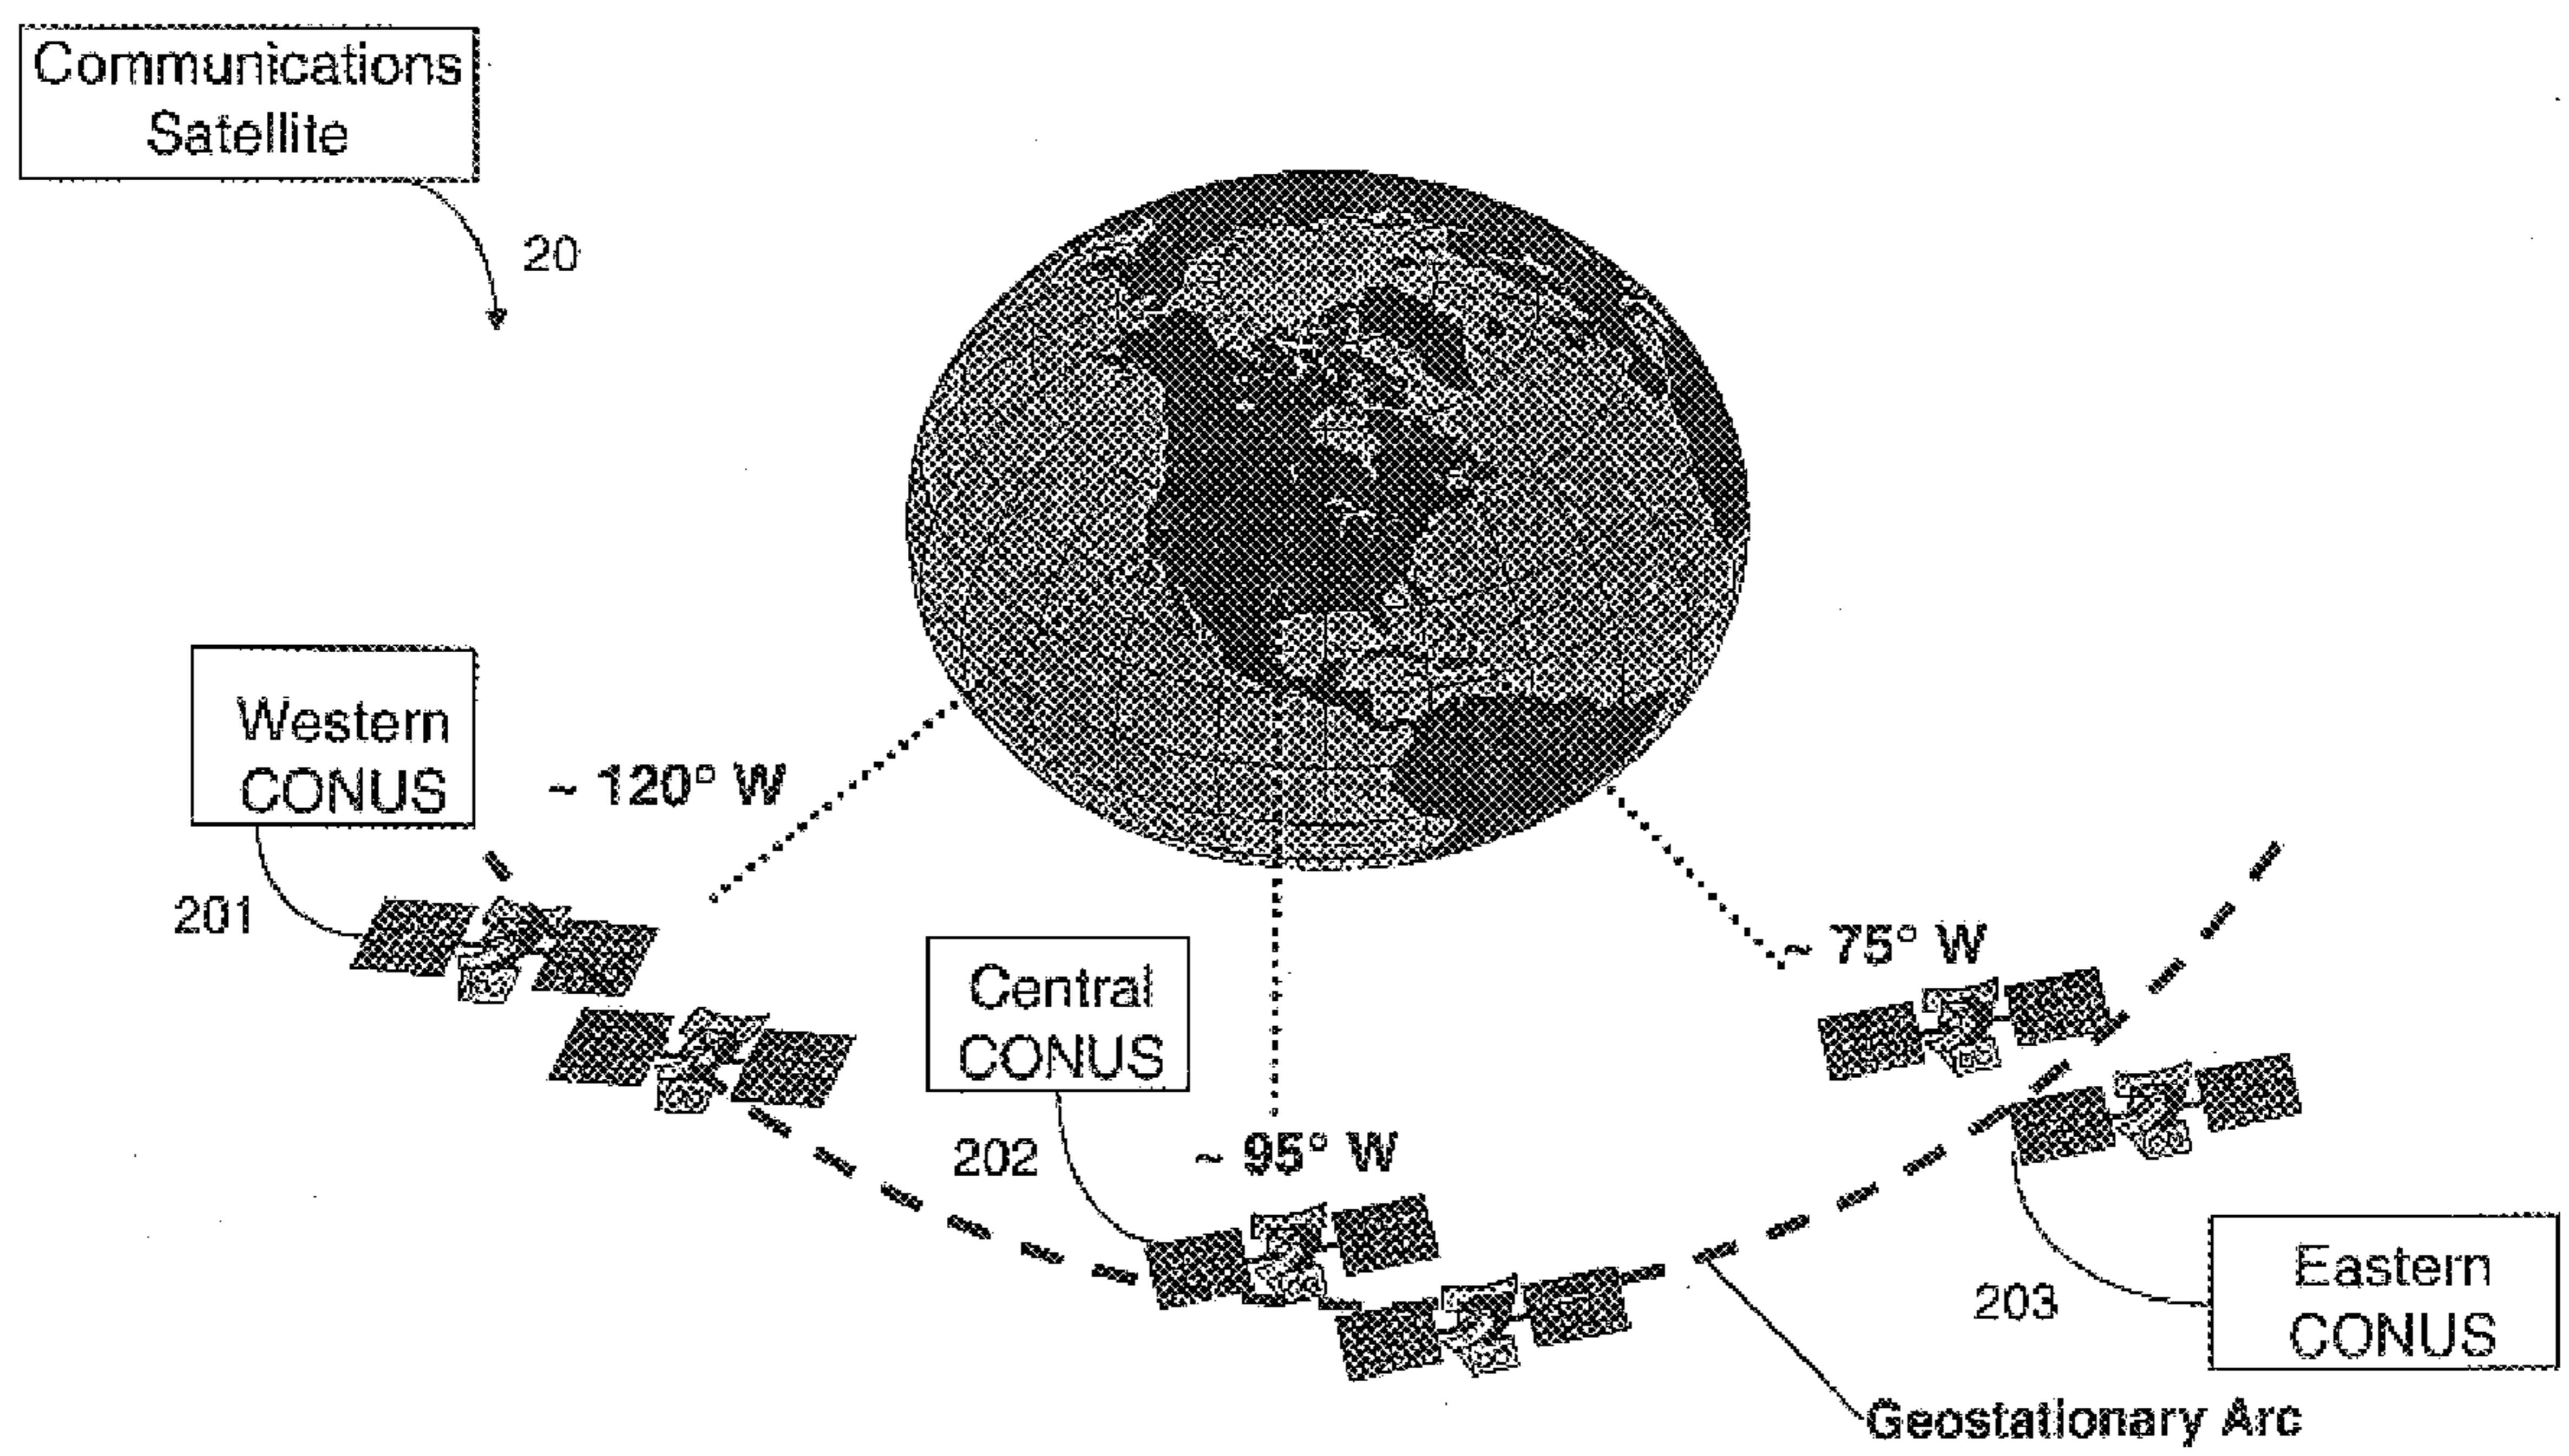 Communications
Satellite
20
Western
CONUS
~ 120° W
201
~ 75° W
Central
CONUS
202
~ 95° W
203
Eastern
CONUS
Geostationary Arc